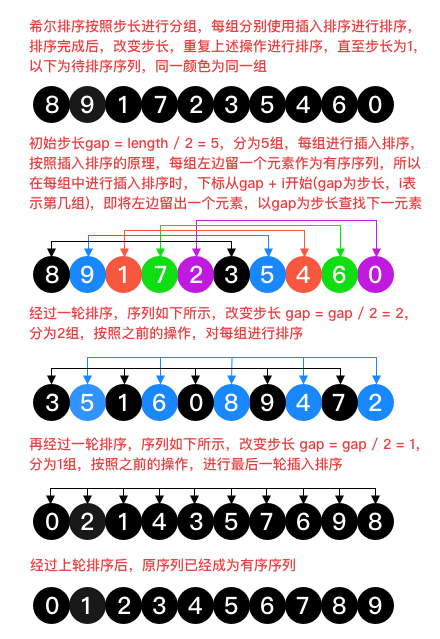 希尔排序按照步长进行分组，每组分别使用插入排序进行排序，
排序完成后，改变步长，重复上述操作进行排序，直至步长为1，
以下为待排序序列，同一颜色为同一组
8 9 1 7 2 3 5 4 6 0
初始步长gap = length / 2 = 5，分为5组，每组进行插入排序，
按照插入排序的原理，每组左边留一个元素作为有序序列，所以
在每组中进行插入排序时，下标从gap + i开始(gap为步长，i表
示第几组)，即将左边留出一个元素，以gap为步长查找下一元素
8 9 1 7 2 3 5 4 6 0
经过一轮排序，序列如下所示，改变步长 gap = gap / 2 = 2，
分为2组，按照之前的操作，对每组进行排序
3 5 1 6 0 8 9 4 7 2
再经过一轮排序，序列如下所示，改变步长 gap = gap / 2 = 1，
分为1组，按照之前的操作，进行最后一轮插入排序
0 2 1 4 3 5 7 6 9 8
经过上轮排序后，原序列已经成为有序序列
0 1 2 3 4 5 6 7 8 9